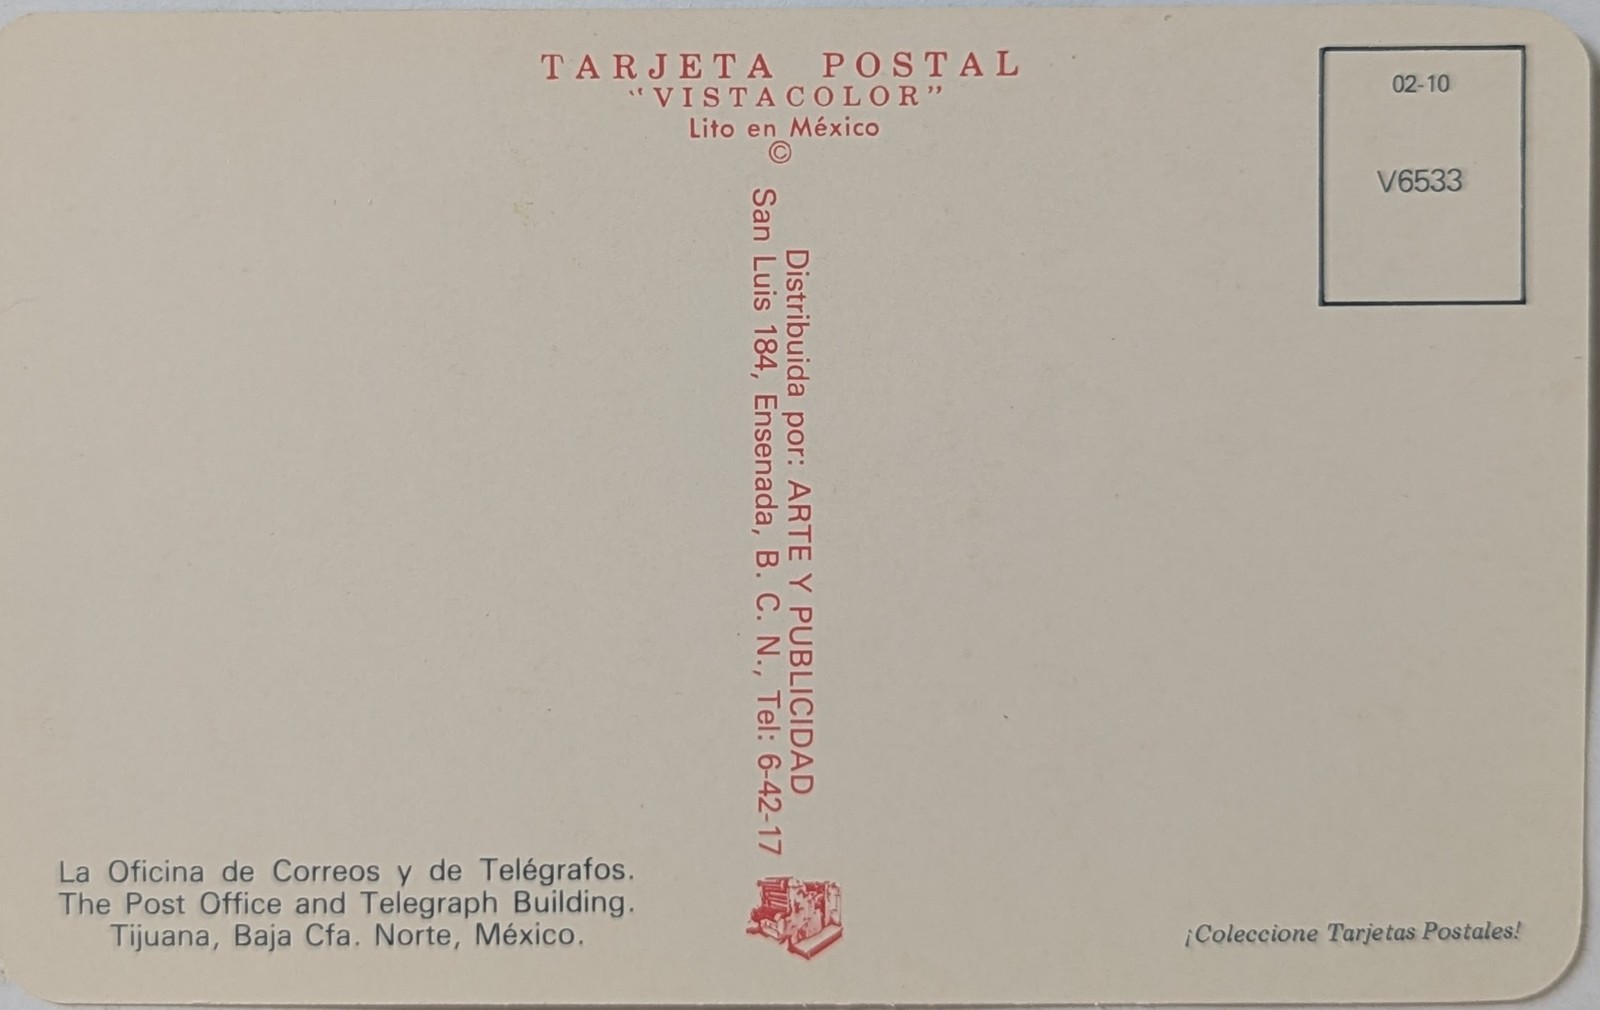 TARJETA POSTAL
"VISTACOLOR"
Lito en México
©
02-10
V6533
Distribuida por: ARTE Y PUBLICIDAD
San Luis 184, Ensenada, B. C. N., Tel: 6-42-17
La Oficina de Correos y de Telégrafos.
The Post Office and Telegraph Building.
Tijuana, Baja Cfa. Norte, México.
¡Coleccione Tarjetas Postales!